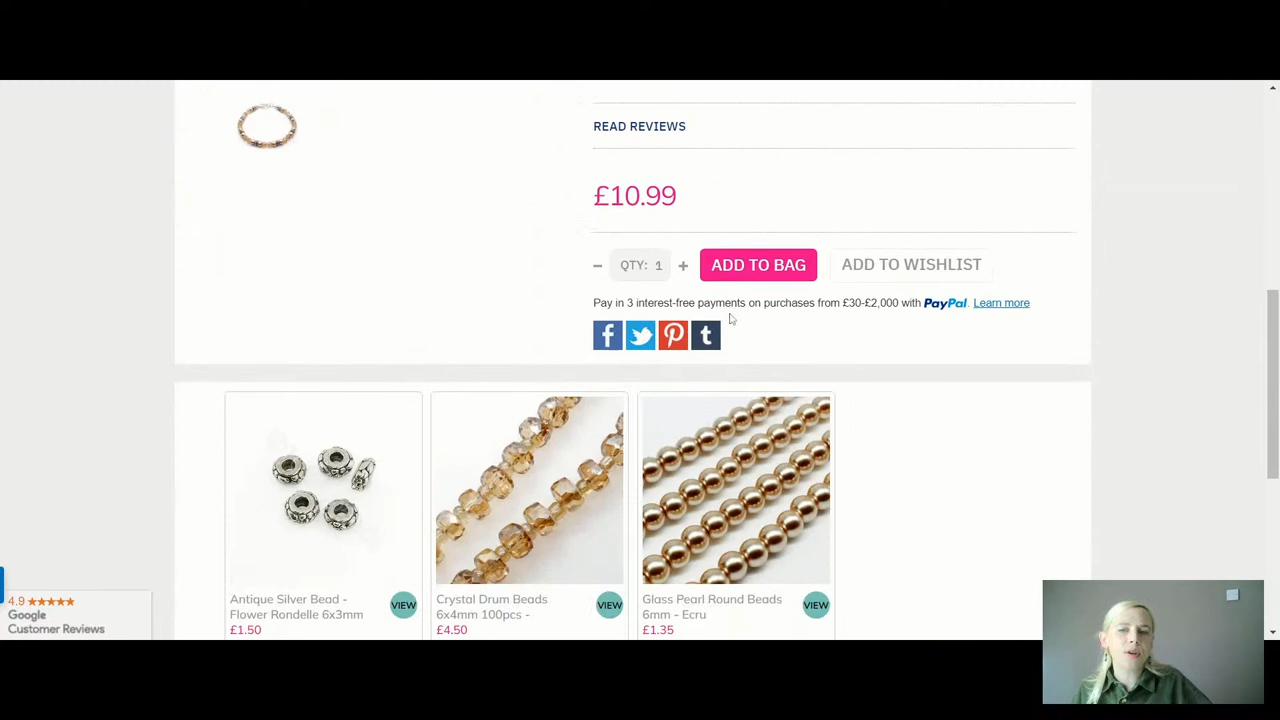 READ REVIEWS
£10.99
− QTY: 1 + ADD TO BAG ADD TO WISHLIST
Pay in 3 interest-free payments on purchases from £30-£2,000 with PayPal. Learn more
f t
Antique Silver Bead - Flower Rondelle 6x3mm
VIEW
£1.50
Crystal Drum Beads 6x4mm 100pcs -
VIEW
£4.50
Glass Pearl Round Beads 6mm - Ecru
VIEW
£1.35
4.9 ★★★★★
Google
Customer Reviews